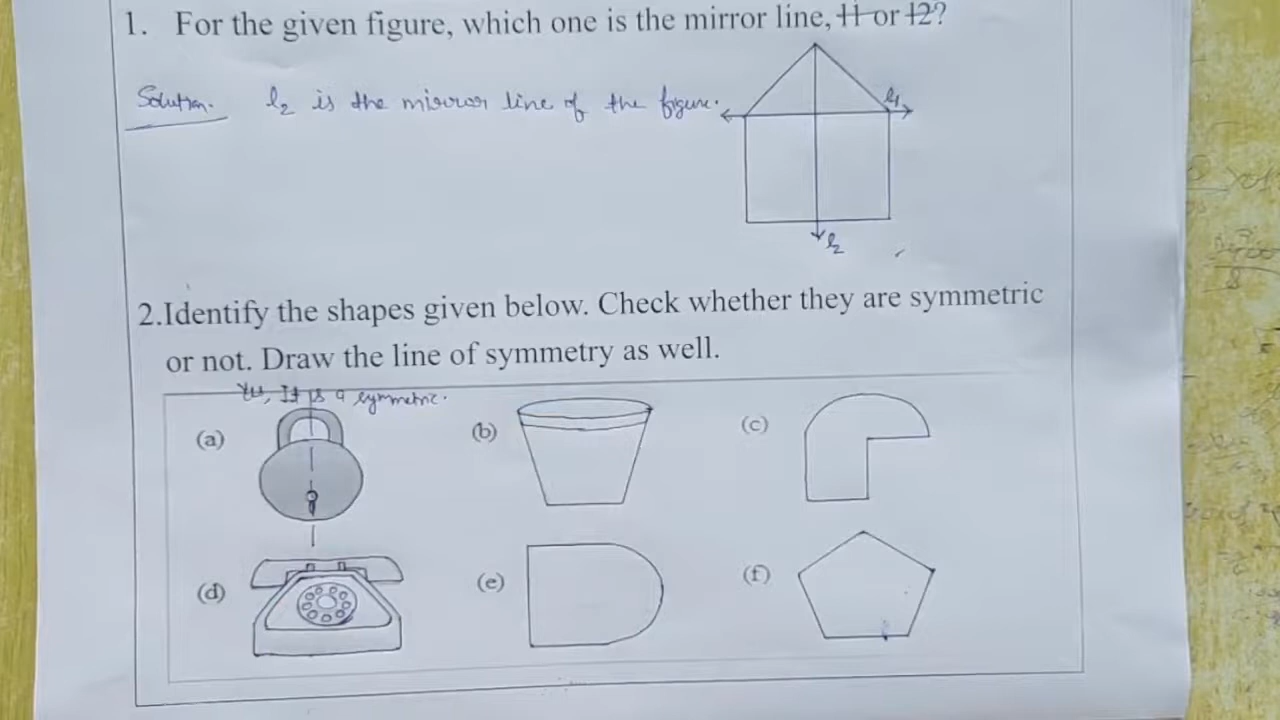 1. For the given figure, which one is the mirror line, l1 or l2?
Solution. l₂ is the mirror line of the figure.
l₁
l₂
2.Identify the shapes given below. Check whether they are symmetric
or not. Draw the line of symmetry as well.
Yes, It is a symmetric.
(a) (b) (c)
(d) (e) (f)